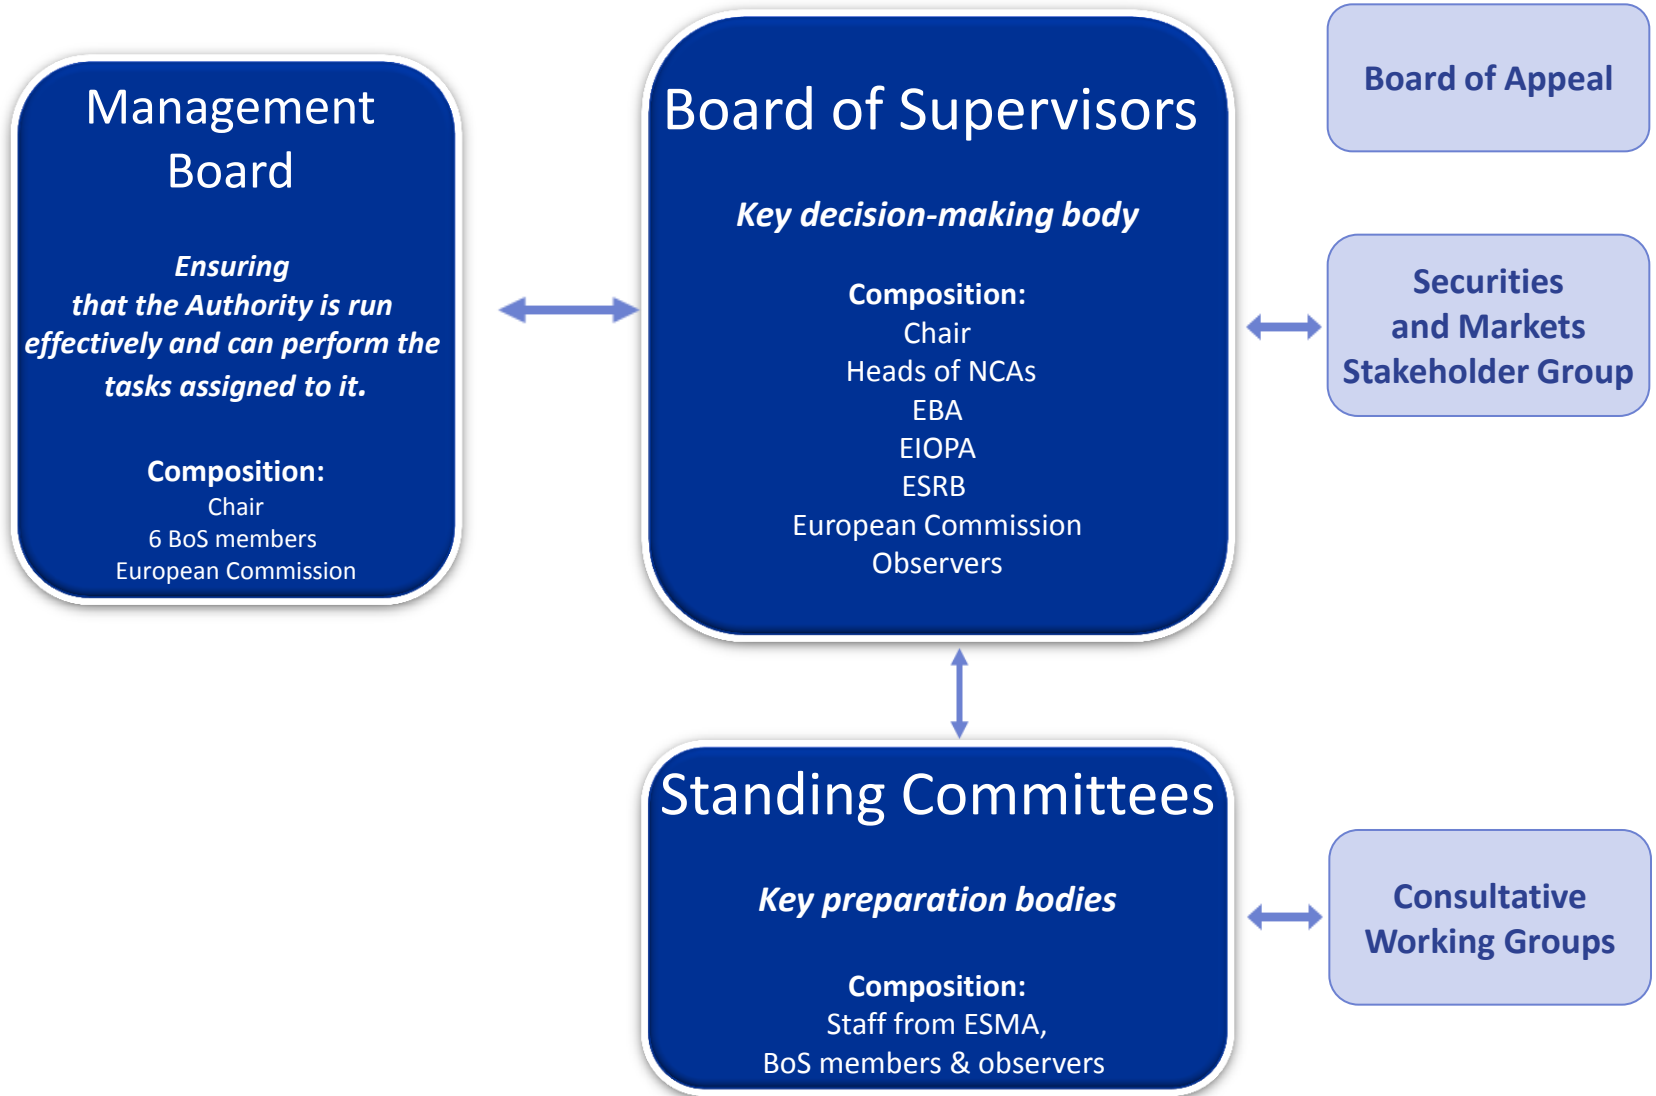 Management
Board
Ensuring
that the Authority is run
effectively and can perform the
tasks assigned to it.
Composition:
Chair
6 BoS members
European Commission
Board of Supervisors
Key decision-making body
Composition:
Chair
Heads of NCAs
EBA
EIOPA
ESRB
European Commission
Observers
Board of Appeal
Securities
and Markets
Stakeholder Group
Standing Committees
Key preparation bodies
Composition:
Staff from ESMA,
BoS members & observers
Consultative
Working Groups